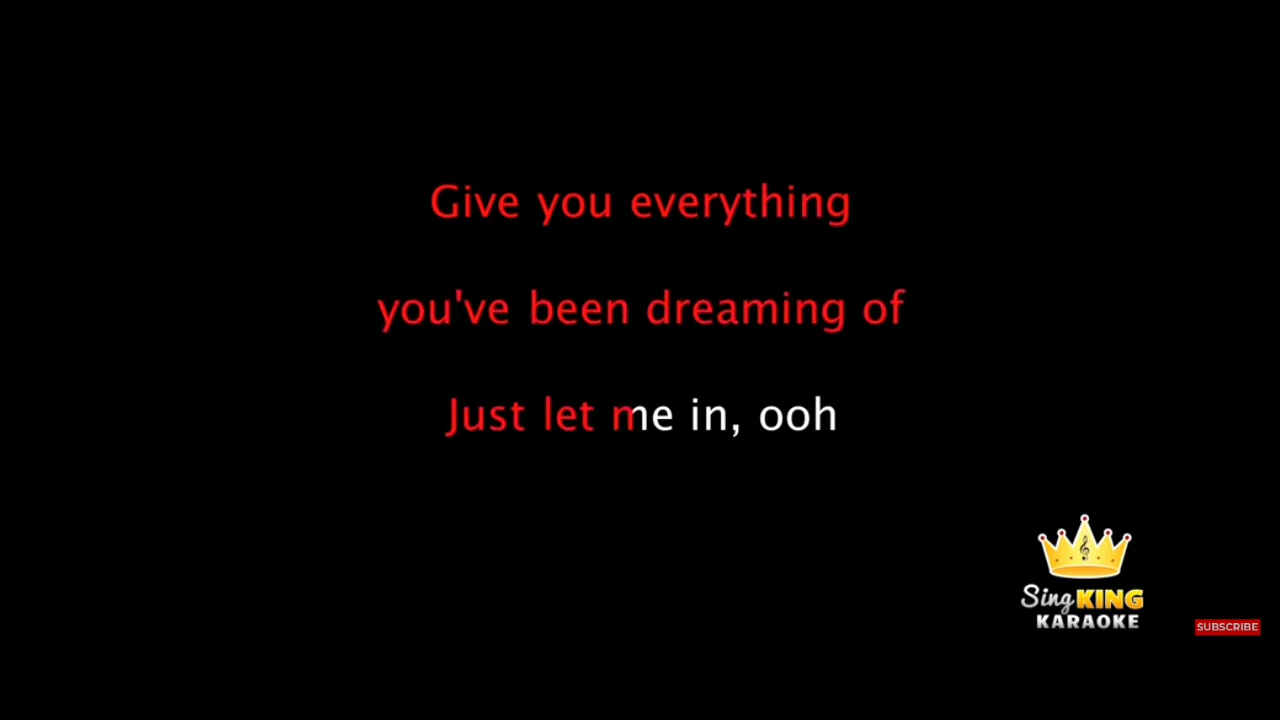 Give you everything
you've been dreaming of
Just let me in, ooh
Sing KING
KARAOKE
SUBSCRIBE